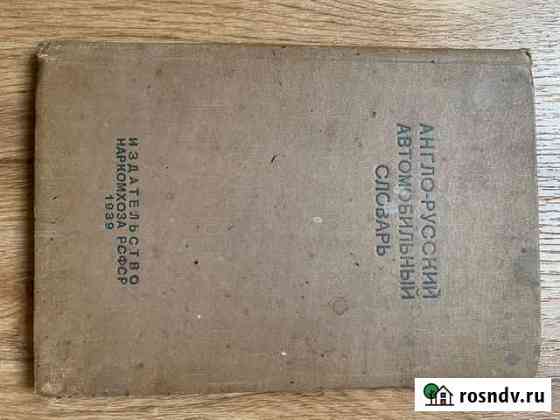 АНГЛО-РУССКИЙ
АВТОМОБИЛЬНЫЙ
СЛОВАРЬ
ИЗДАТЕЛЬСТВО
НАРКОМХОЗА РСФСР
1939
rosndv.ru